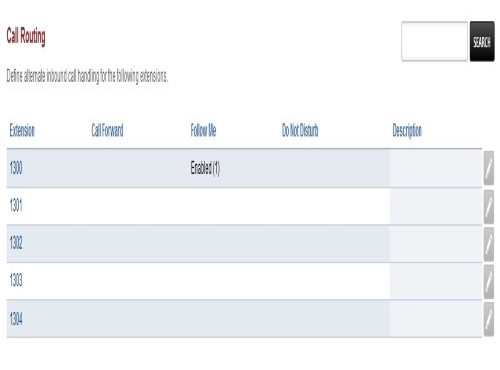 Call Routing
SEARCH
Define alternate inbound call handling for the following extensions.
Extension Call Forward Follow Me Do Not Disturb Description
1300 Enabled (1)
1301
1302
1303
1304